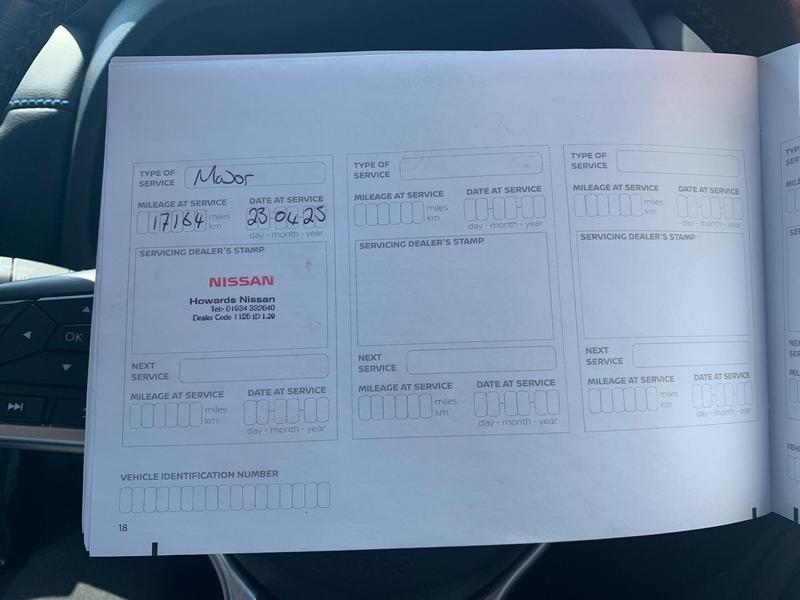 TYPE OF SERVICE Major
MILEAGE AT SERVICE DATE AT SERVICE
17164 miles km 23 04 25
day - month - year
SERVICING DEALER'S STAMP
NISSAN
Howards Nissan
Tel:- 01934 332640
Dealer Code 1126 ID 1.20
NEXT SERVICE
MILEAGE AT SERVICE DATE AT SERVICE
miles km
day - month - year
TYPE OF SERVICE
MILEAGE AT SERVICE DATE AT SERVICE
miles km
day - month - year
SERVICING DEALER'S STAMP
NEXT SERVICE
MILEAGE AT SERVICE DATE AT SERVICE
miles km
day - month - year
TYPE OF SERVICE
MILEAGE AT SERVICE DATE AT SERVICE
miles km
day - month - year
SERVICING DEALER'S STAMP
NEXT SERVICE
MILEAGE AT SERVICE DATE AT SERVICE
miles km
day - month - year
VEHICLE IDENTIFICATION NUMBER
18
OK